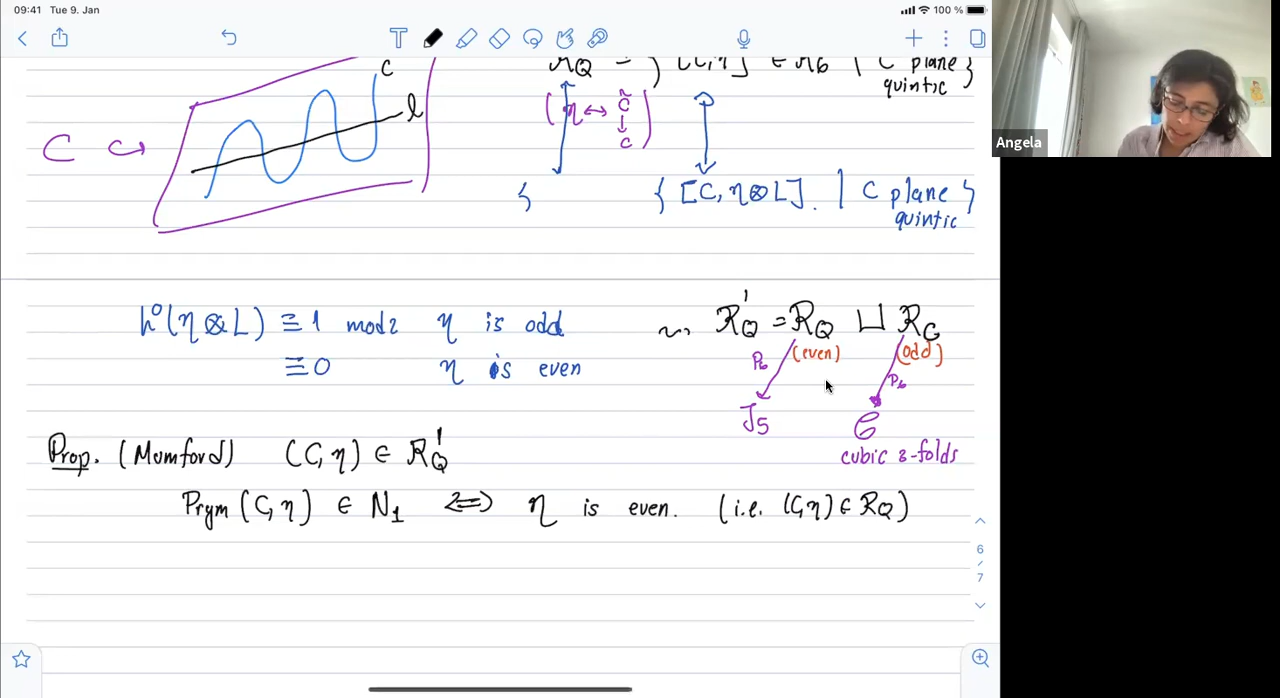 09:41 Tue 9. Jan
100 %
R_Q = { [C, η] ∈ R_6 | C plane quintic }
C
l
C ↪
( η ↔ C̃ ↓ C )
{
{ [C, η ⊗ L] . | C plane quintic }
h⁰(η ⊗ L) ≡ 1 mod 2 η is odd
≡ 0 η is even
⇝ R'_Q = R_Q ⊔ R_C
(even) (odd)
P_6 P_6
J_5 C
cubic 3-folds
Prop. (Mumford) (C, η) ∈ R'_Q
Prym (C, η) ∈ N_1 ⟺ η is even. (i.e. (C, η) ∈ R_Q)
6
/
7
Angela